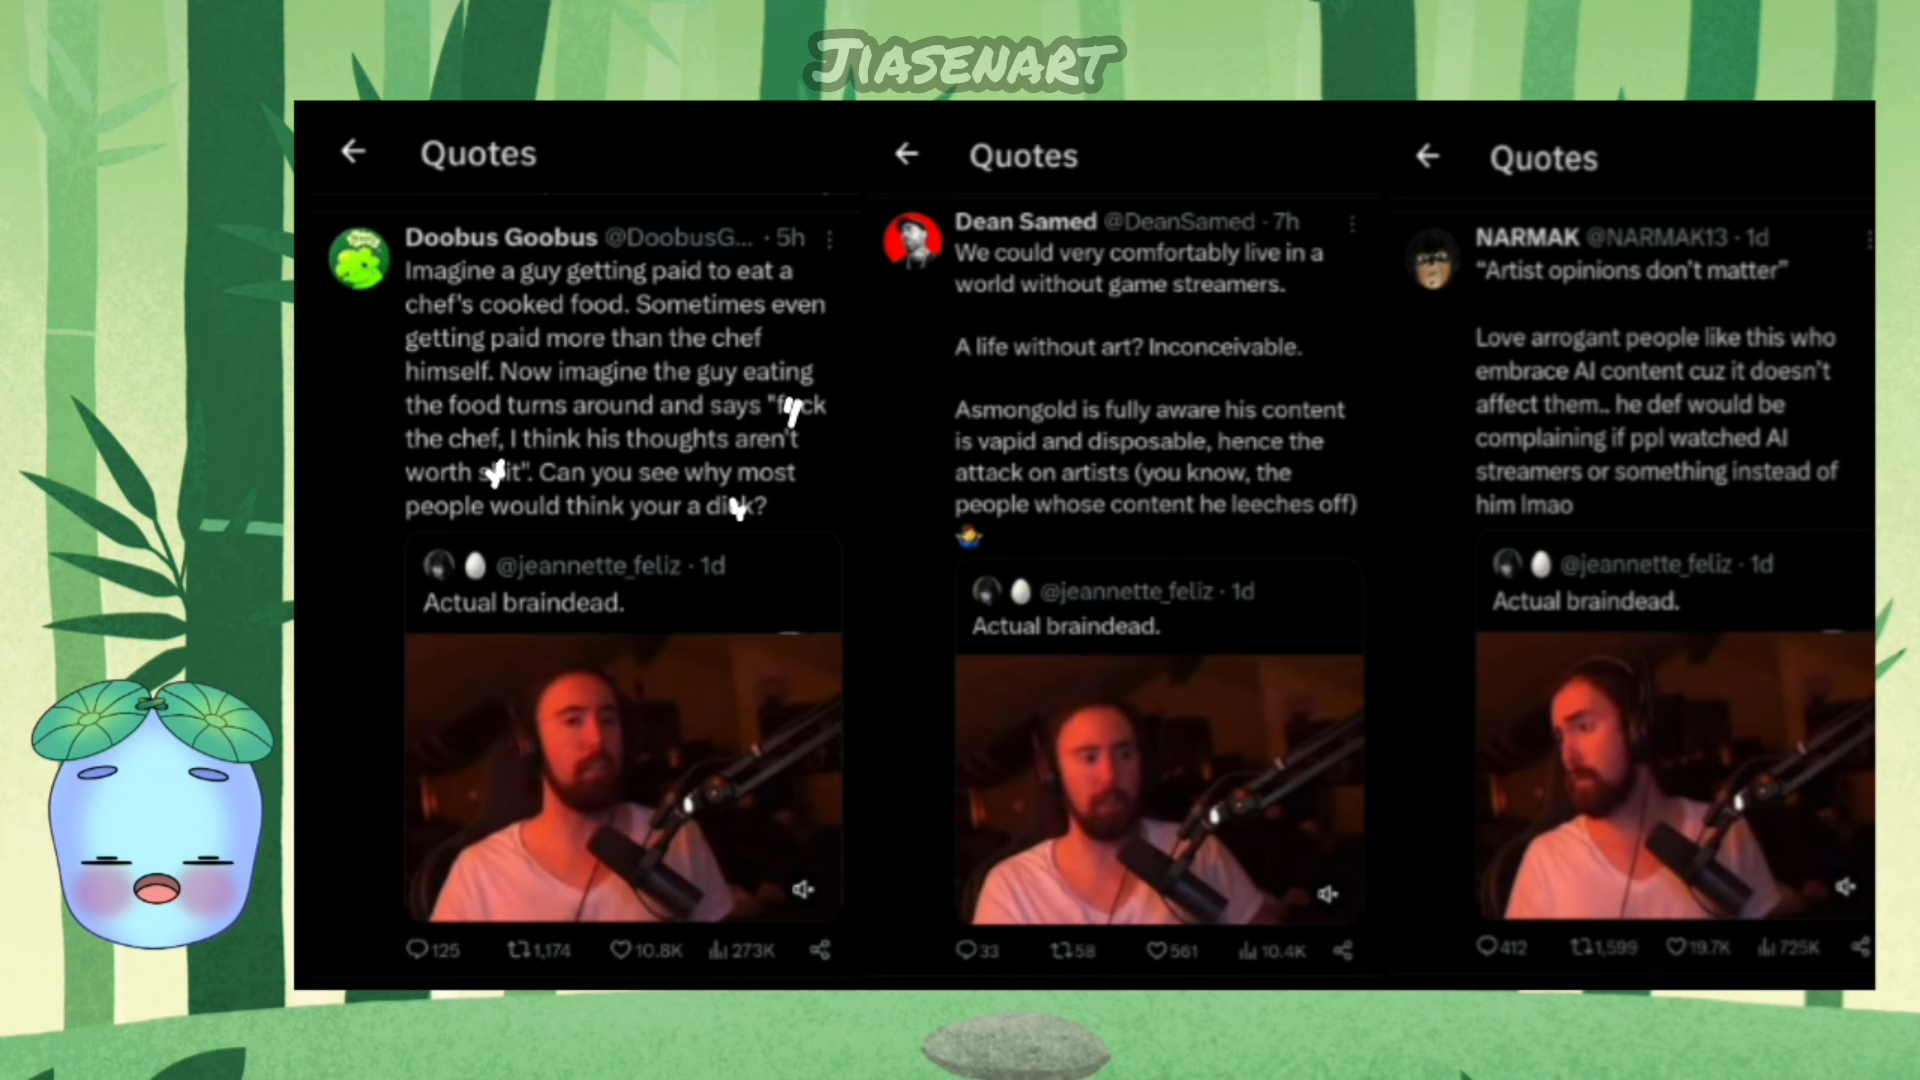 JIASENART
Quotes
Doobus Goobus @DoobusG... · 5h
Imagine a guy getting paid to eat a
chef's cooked food. Sometimes even
getting paid more than the chef
himself. Now imagine the guy eating
the food turns around and says "fuck
the chef, I think his thoughts aren't
worth shit". Can you see why most
people would think your a dick?
@jeannette_feliz · 1d
Actual braindead.
125 1,174 10.8K 273K
Quotes
Dean Samed @DeanSamed · 7h
We could very comfortably live in a
world without game streamers.
A life without art? Inconceivable.
Asmongold is fully aware his content
is vapid and disposable, hence the
attack on artists (you know, the
people whose content he leeches off)
@jeannette_feliz · 1d
Actual braindead.
33 58 561 10.4K
Quotes
NARMAK @NARMAK13 · 1d
"Artist opinions don't matter"
Love arrogant people like this who
embrace AI content cuz it doesn't
affect them.. he def would be
complaining if ppl watched AI
streamers or something instead of
him lmao
@jeannette_feliz · 1d
Actual braindead.
412 1,599 19.7K 725K